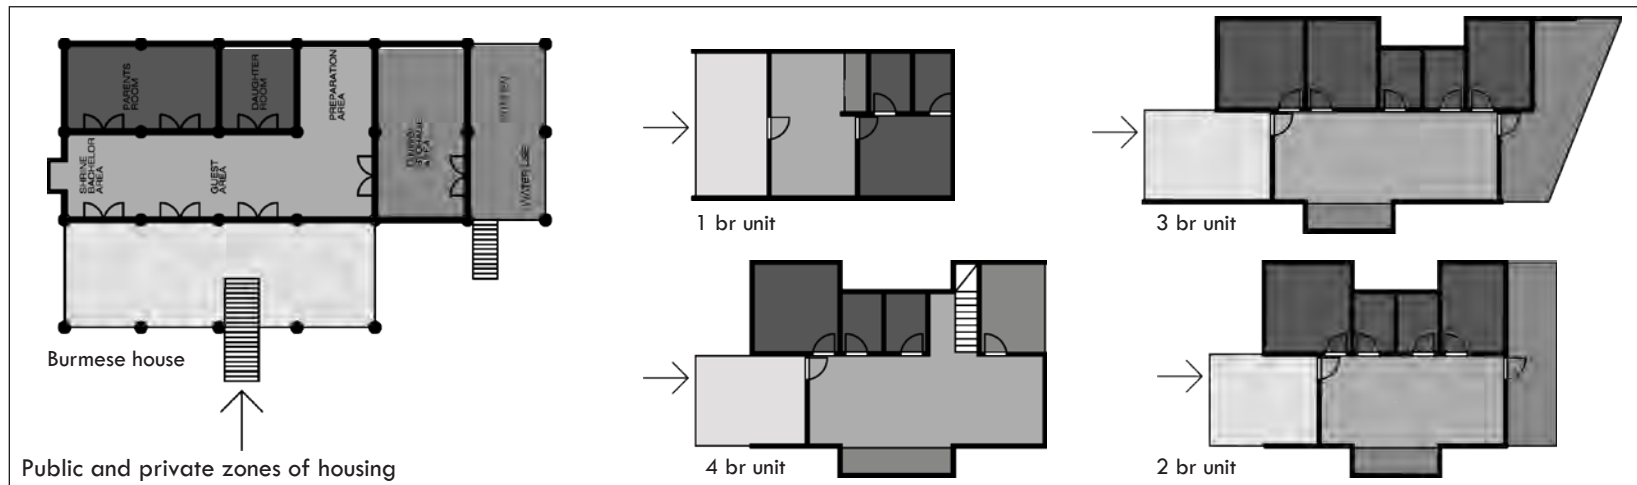 PARENTS
ROOM
DAUGHTER
ROOM
PREPARATION
AREA
SHRINE
BACHELOR
AREA
GUEST
AREA
AREA
WATER USE
Burmese house
Public and private zones of housing
1 br unit
3 br unit
4 br unit
2 br unit